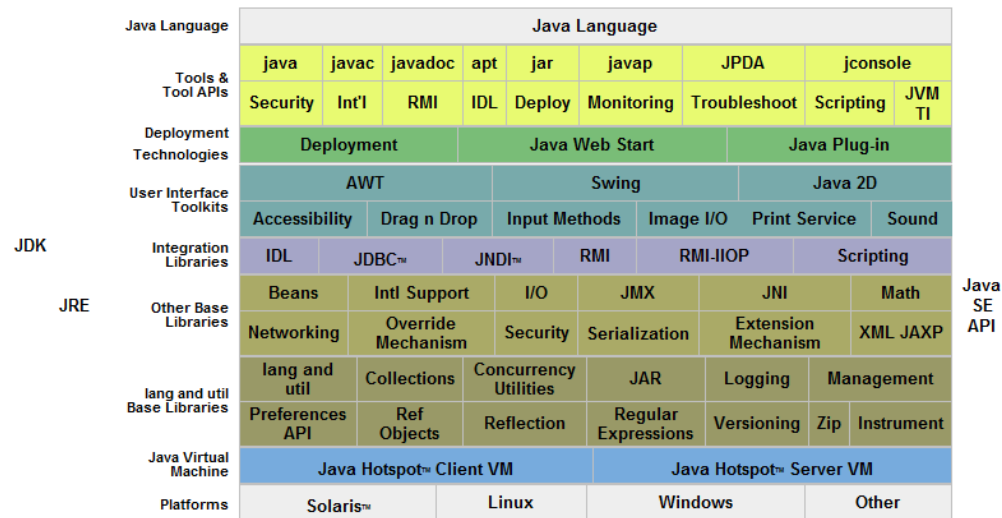 Java Language
Java Language
Tools &
Tool APIs
java javac javadoc apt jar javap JPDA jconsole
Security Int'l RMI IDL Deploy Monitoring Troubleshoot Scripting JVM TI
Deployment
Technologies
Deployment Java Web Start Java Plug-in
User Interface
Toolkits
AWT Swing Java 2D
Accessibility Drag n Drop Input Methods Image I/O Print Service Sound
JDK
Integration
Libraries
IDL JDBC™ JNDI™ RMI RMI-IIOP Scripting
JRE
Other Base
Libraries
Beans Intl Support I/O JMX JNI Math
Networking Override Mechanism Security Serialization Extension Mechanism XML JAXP
Java
SE
API
lang and util
Base Libraries
lang and util Collections Concurrency Utilities JAR Logging Management
Preferences API Ref Objects Reflection Regular Expressions Versioning Zip Instrument
Java Virtual
Machine
Java Hotspot™ Client VM Java Hotspot™ Server VM
Platforms
Solaris™ Linux Windows Other